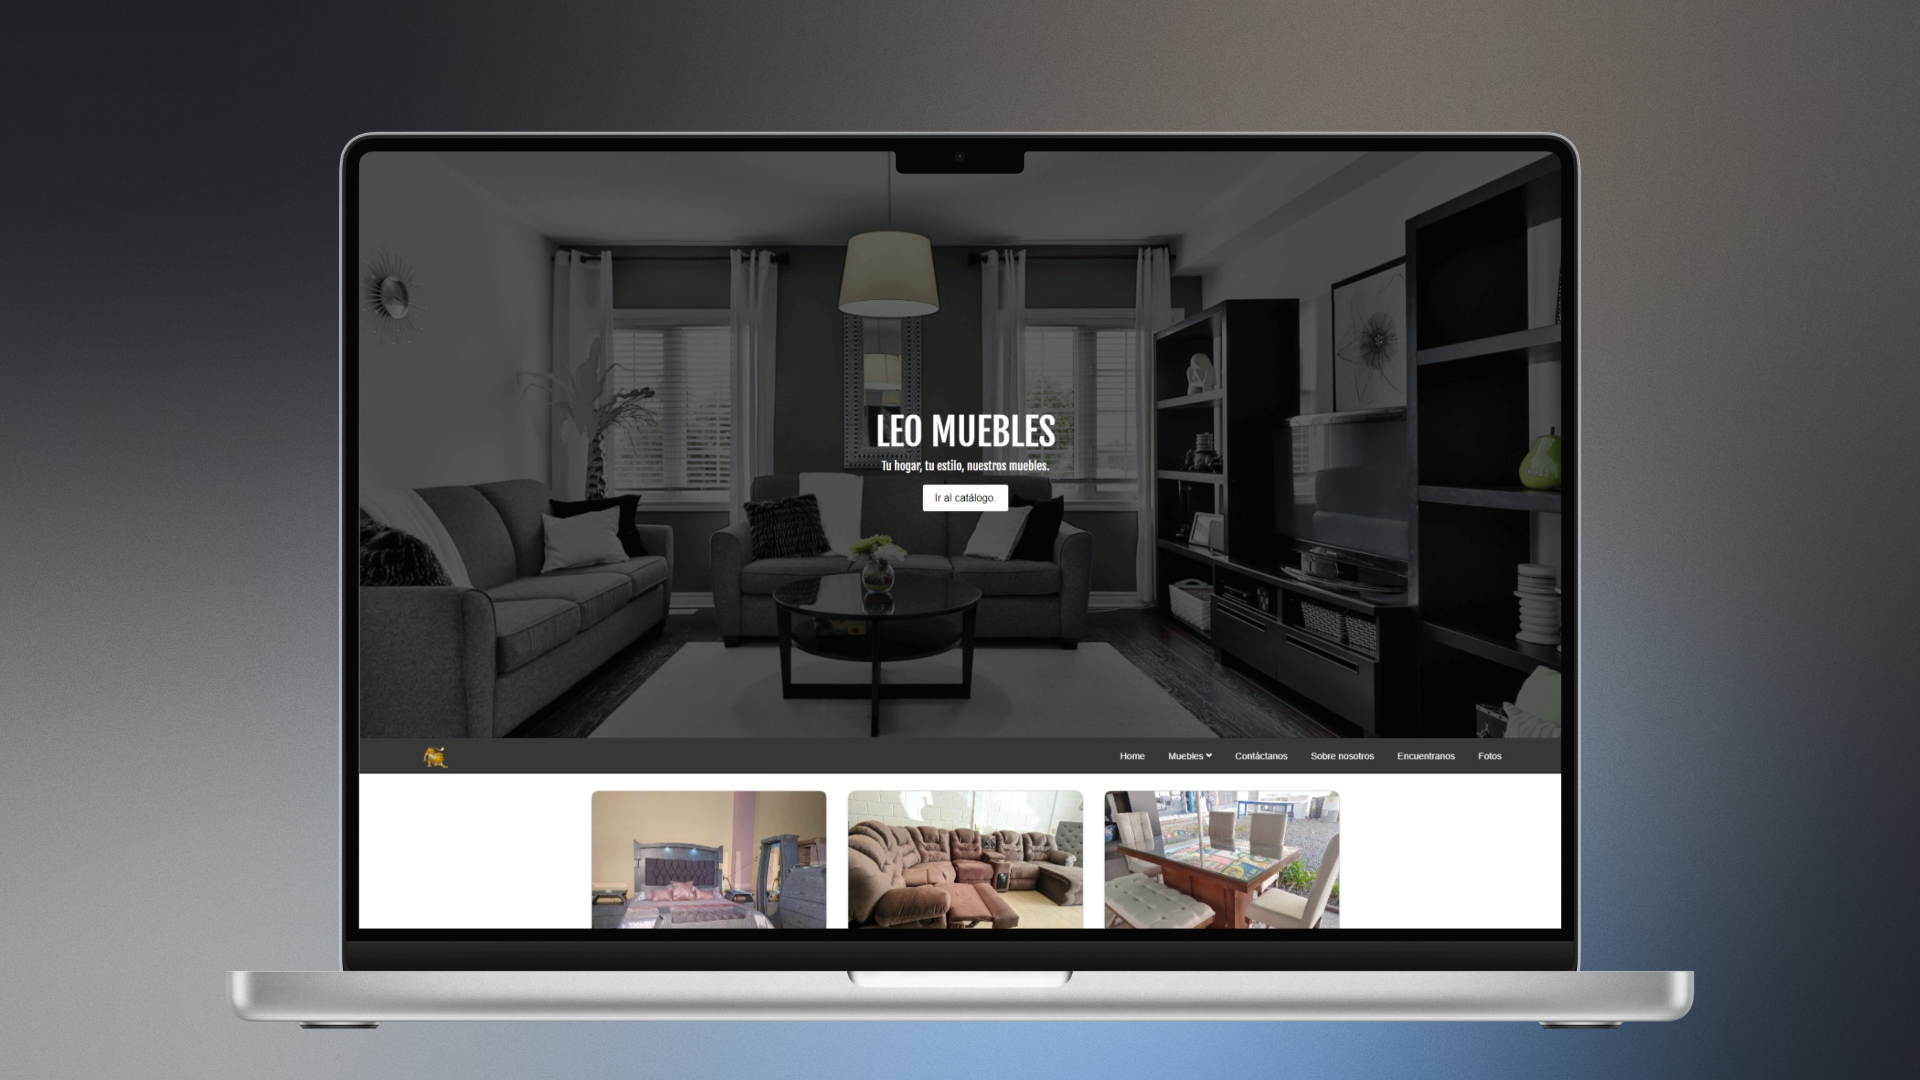 LEO MUEBLES
Tu hogar, tu estilo, nuestros muebles.
Ir al catálogo.
Home Muebles Contáctanos Sobre nosotros Encuentranos Fotos